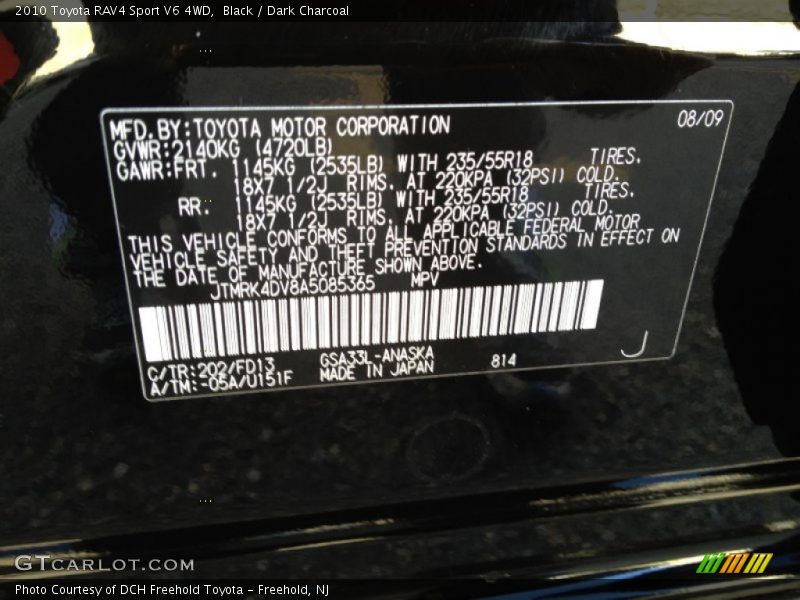 2010 Toyota RAV4 Sport V6 4WD, Black / Dark Charcoal
MFD.BY:TOYOTA MOTOR CORPORATION 08/09
GVWR:2140KG (4720LB)
GAWR:FRT. 1145KG (2535LB) WITH 235/55R18 TIRES.
18X7 1/2J RIMS. AT 220KPA (32PSI) COLD.
RR. 1145KG (2535LB) WITH 235/55R18 TIRES.
18X7 1/2J RIMS. AT 220KPA (32PSI) COLD.
THIS VEHICLE CONFORMS TO ALL APPLICABLE FEDERAL MOTOR
VEHICLE SAFETY AND THEFT PREVENTION STANDARDS IN EFFECT ON
THE DATE OF MANUFACTURE SHOWN ABOVE.
JTMRK4DV8A5085365 MPV
C/TR:202/FD13 GSA33L-ANASKA 814 J
A/TM:-05A/U151F MADE IN JAPAN
GTCARLOT.COM
Photo Courtesy of DCH Freehold Toyota - Freehold, NJ